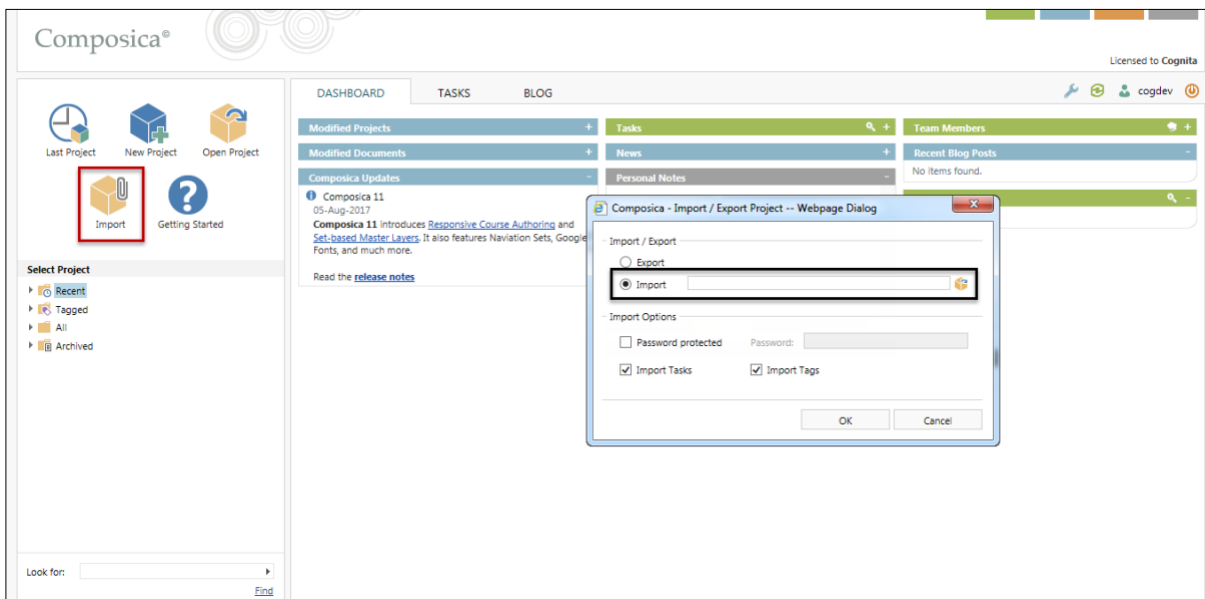 Composica®
Licensed to Cognita
Last Project
New Project
Open Project
Import
Getting Started
Select Project
Recent
Tagged
All
Archived
Look for:
Find
DASHBOARD
TASKS
BLOG
cogdev
Modified Projects +
Modified Documents +
Composica Updates -
Composica 11
05-Aug-2017
Composica 11 introduces Responsive Course Authoring and
Set-based Master Layers. It also features Naviation Sets, Google
Fonts, and much more.
Read the release notes
Tasks +
News +
Personal Notes -
Team Members +
Recent Blog Posts -
No items found.
-
Composica - Import / Export Project -- Webpage Dialog
x
Import / Export
Export
Import
Import Options
Password protected
Password:
Import Tasks
Import Tags
OK
Cancel